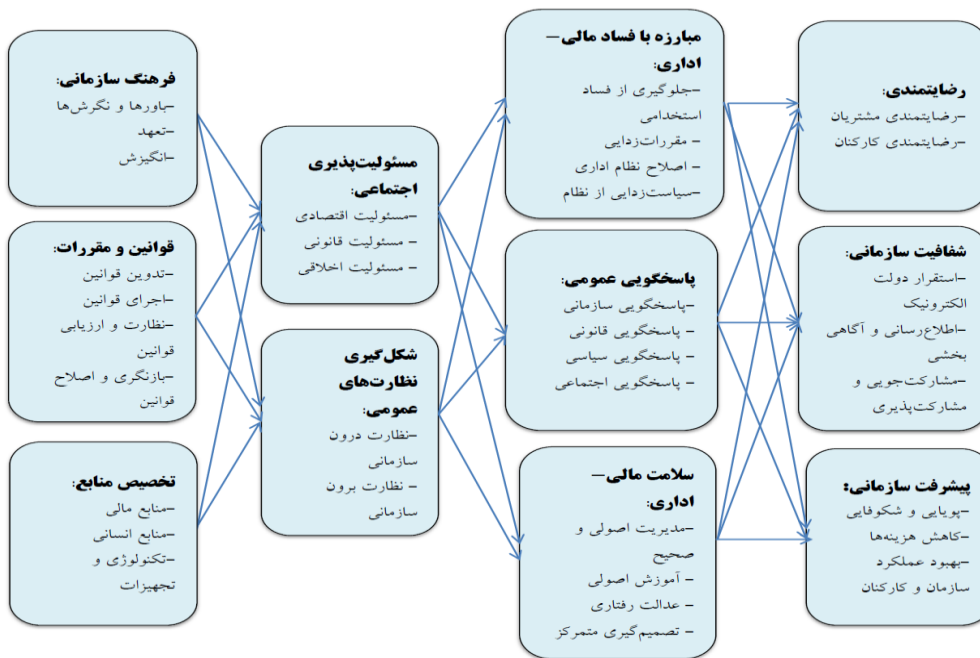 فرهنگ سازمانی:
–باورها و نگرش‌ها
–تعهد
–انگیزش
قوانین و مقررات:
–تدوین قوانین
–اجرای قوانین
–نظارت و ارزیابی
قوانین
–بازنگری و اصلاح
قوانین
تخصیص منابع:
–منابع مالی
–منابع انسانی
–تکنولوژی و
تجهیزات
مسئولیت‌پذیری
اجتماعی:
–مسئولیت اقتصادی
– مسئولیت قانونی
– مسئولیت اخلاقی
شکل‌گیری
نظارت‌های
عمومی:
–نظارت درون
سازمانی
– نظارت برون
سازمانی
مبارزه با فساد مالی–
اداری:
–جلوگیری از فساد
استخدامی
–مقررات‌زدایی
– اصلاح نظام اداری
–سیاست‌زدایی از نظام
پاسخگویی عمومی:
–پاسخگویی سازمانی
– پاسخگویی قانونی
– پاسخگویی سیاسی
– پاسخگویی اجتماعی
سلامت مالی–
اداری:
–مدیریت اصولی و
صحیح
– آموزش اصولی
– عدالت رفتاری
– تصمیم‌گیری متمرکز
رضایتمندی:
–رضایتمندی مشتریان
–رضایتمندی کارکنان
شفافیت سازمانی:
–استقرار دولت
الکترونیک
–اطلاع‌رسانی و آگاهی
بخشی
–مشارکت‌جویی و
مشارکت‌پذیری
پیشرفت سازمانی:
–پویایی و شکوفایی
–کاهش هزینه‌ها
–بهبود عملکرد
سازمان و کارکنان